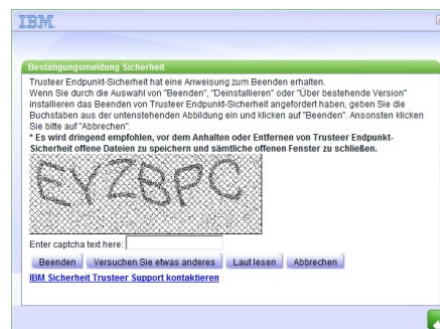 IBM.
Bestätigungsmeldung Sicherheit
Trusteer Endpunkt-Sicherheit hat eine Anweisung zum Beenden erhalten.
Wenn Sie durch die Auswahl von "Beenden", "Deinstallieren" oder "Über bestehende Version"
installieren das Beenden von Trusteer Endpunkt-Sicherheit angefordert haben, geben Sie die
Buchstaben aus der untenstehenden Abbildung ein und klicken auf "Beenden". Ansonsten klicken
Sie bitte auf "Abbrechen".
* Es wird dringend empfohlen, vor dem Anhalten oder Entfernen von Trusteer Endpunkt-
Sicherheit offene Dateien zu speichern und sämtliche offenen Fenster zu schließen.
EYZBPC
Enter captcha text here:
Beenden Versuchen Sie etwas anderes Laut lesen Abbrechen
IBM Sicherheit Trusteer Support kontaktieren